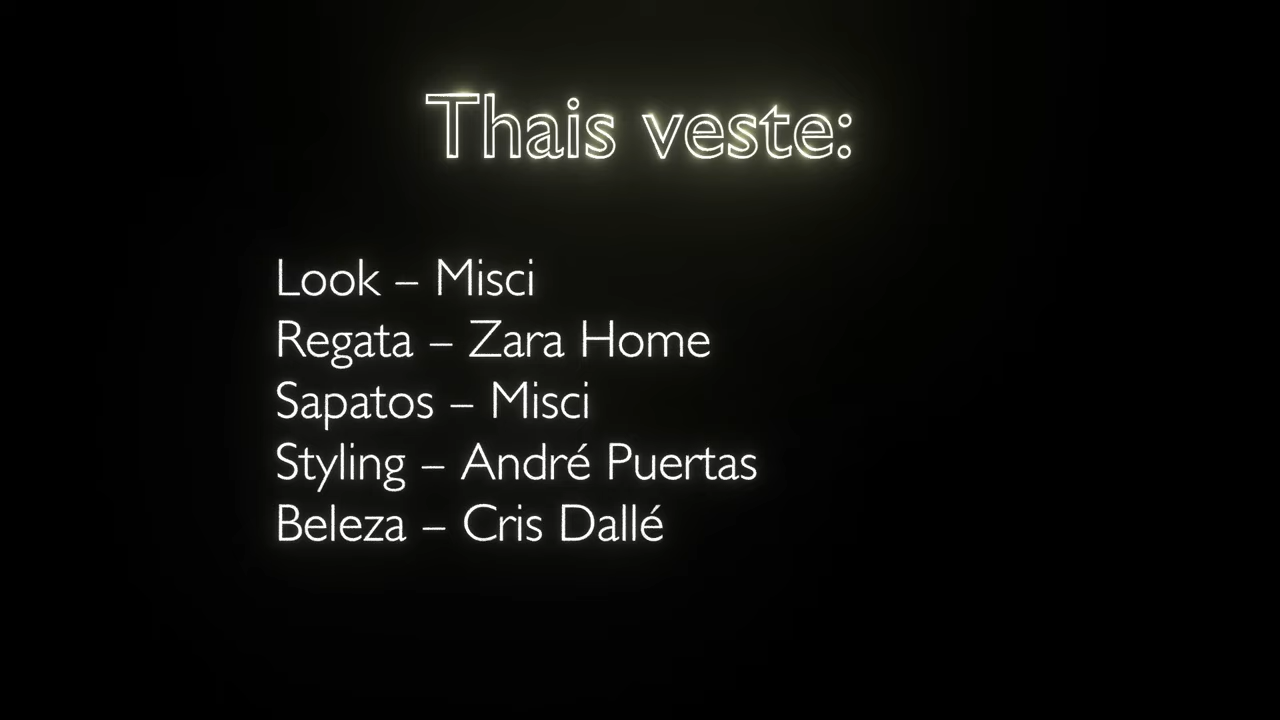 Thais veste:
Look – Misci
Regata – Zara Home
Sapatos – Misci
Styling – André Puertas
Beleza – Cris Dallé